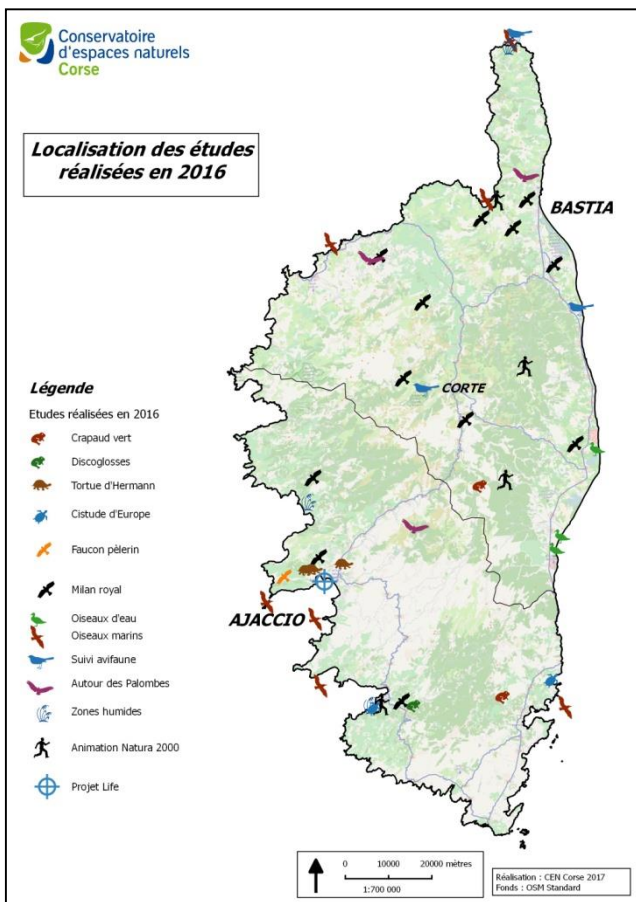 Conservatoire
d'espaces naturels
Corse
Localisation des études
réalisées en 2016
BASTIA
CORTE
AJACCIO
Légende
Etudes réalisées en 2016
Crapaud vert
Discoglosses
Tortue d'Hermann
Cistude d'Europe
Faucon pèlerin
Milan royal
Oiseaux d'eau
Oiseaux marins
Suivi avifaune
Autour des Palombes
Zones humides
Animation Natura 2000
Projet Life
0 10000 20000 mètres
1:700 000
Réalisation : CEN Corse 2017
Fonds : OSM Standard